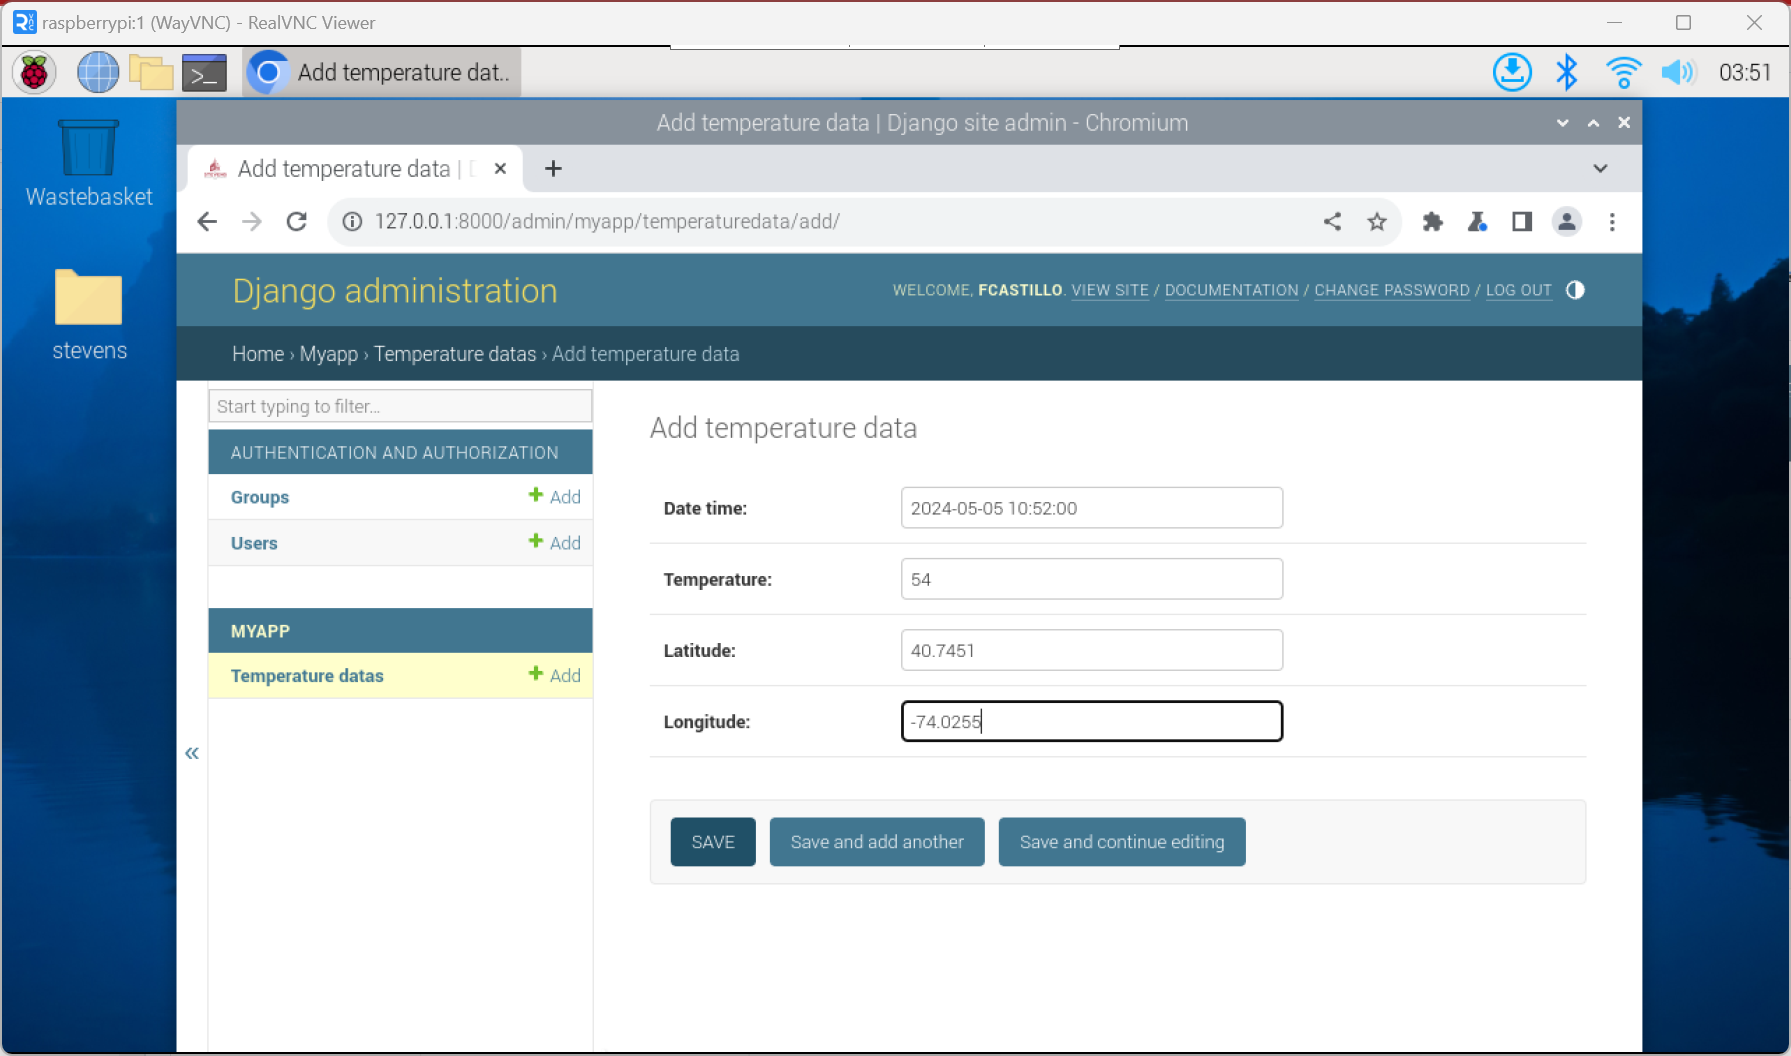 raspberrypi:1 (WayVNC) - RealVNC Viewer
Add temperature dat..
03:51
Wastebasket
stevens
Add temperature data | Django site admin - Chromium
Add temperature data |
127.0.0.1:8000/admin/myapp/temperaturedata/add/
Django administration
WELCOME, FCASTILLO. VIEW SITE / DOCUMENTATION / CHANGE PASSWORD / LOG OUT
Home › Myapp › Temperature datas › Add temperature data
Start typing to filter...
AUTHENTICATION AND AUTHORIZATION
Groups + Add
Users + Add
MYAPP
Temperature datas + Add
«
Add temperature data
Date time: 2024-05-05 10:52:00
Temperature: 54
Latitude: 40.7451
Longitude: -74.0255
SAVE Save and add another Save and continue editing